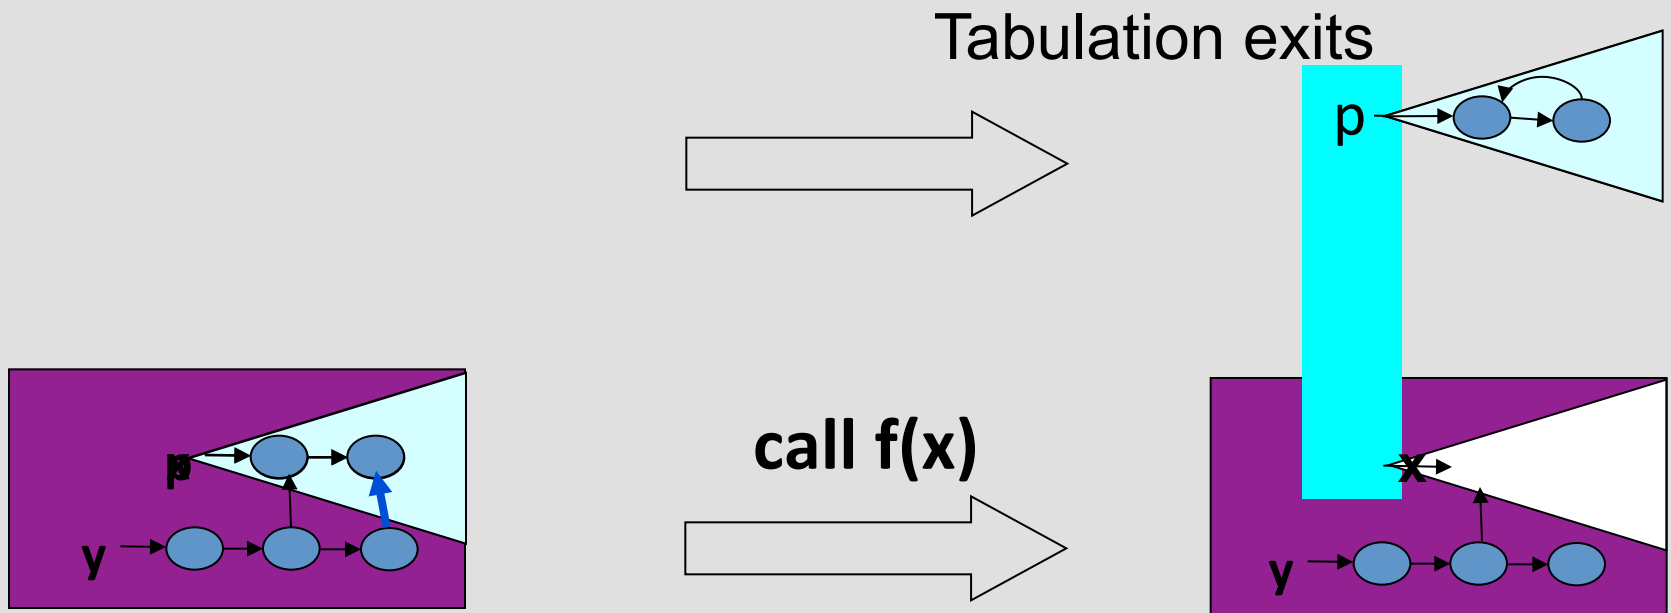 Tabulation exits
p
call f(x)
x
y
y